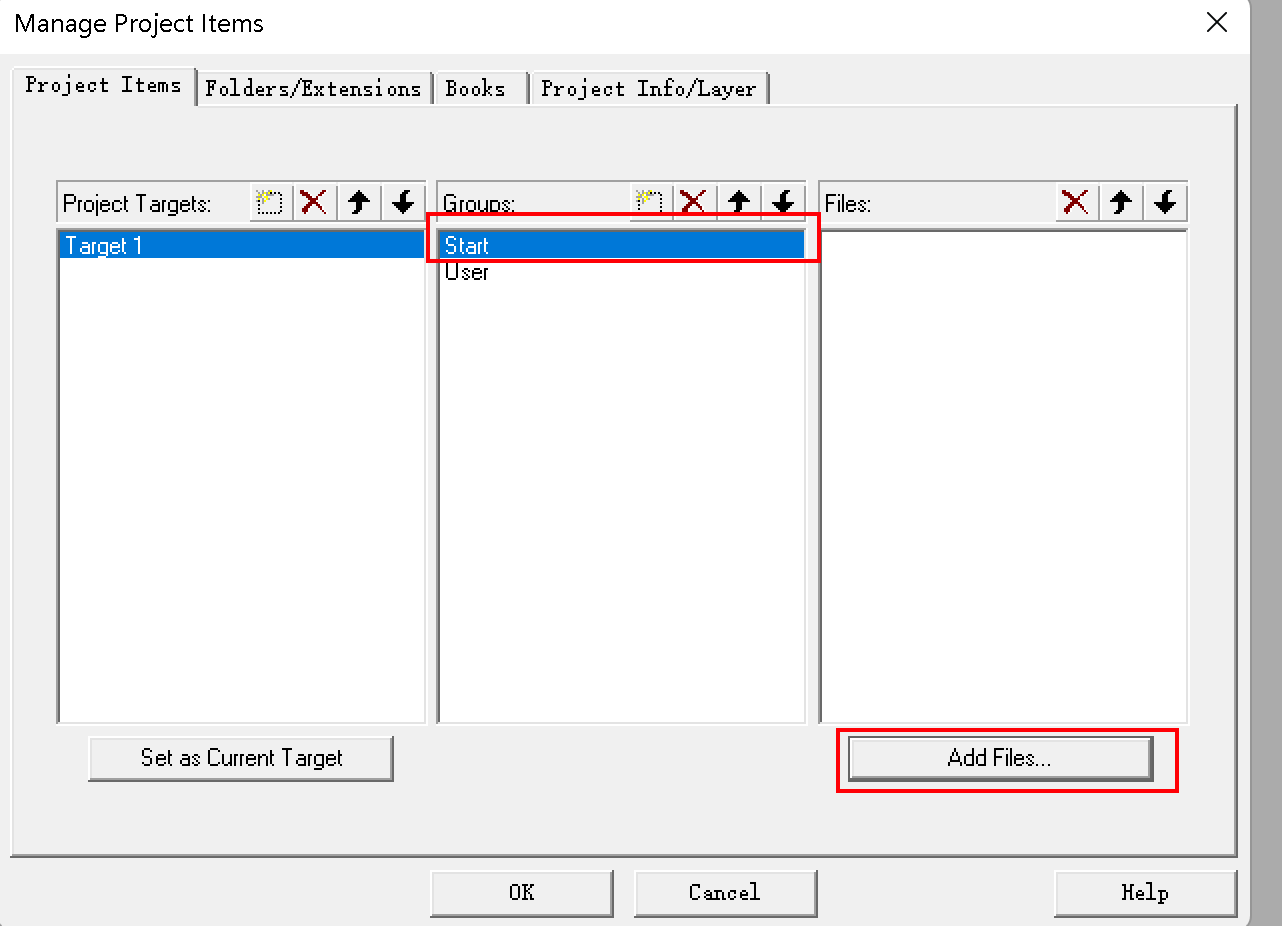 Manage Project Items
Project Items Folders/Extensions Books Project Info/Layer
Project Targets: Groups: Files:
Target 1 Start
User
Set as Current Target Add Files...
OK Cancel Help